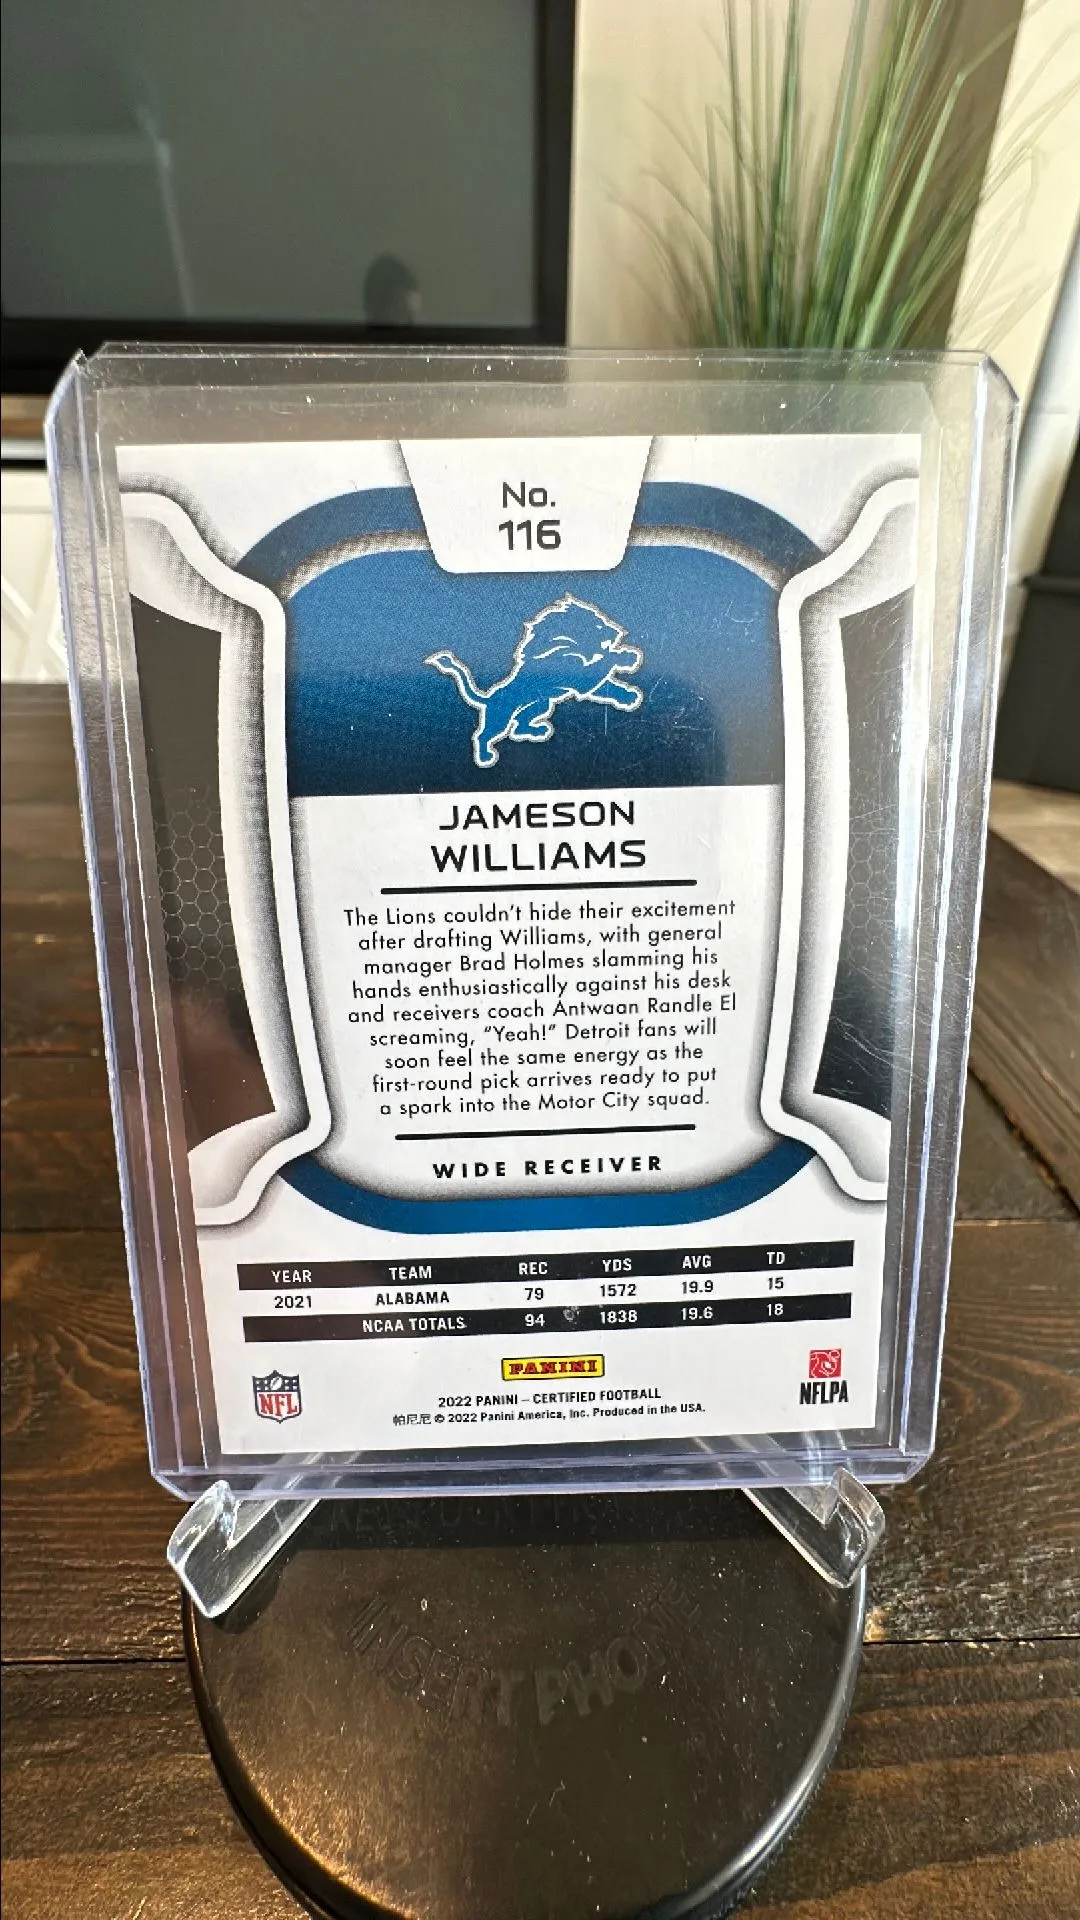 No.
116
JAMESON
WILLIAMS
The Lions couldn't hide their excitement
after drafting Williams, with general
manager Brad Holmes slamming his
hands enthusiastically against his desk
and receivers coach Antwaan Randle El
screaming, "Yeah!" Detroit fans will
soon feel the same energy as the
first-round pick arrives ready to put
a spark into the Motor City squad.
WIDE RECEIVER
YEAR TEAM REC YDS AVG TD
2021 ALABAMA 79 1572 19.9 15
NCAA TOTALS 94 1838 19.6 18
NFL
PANINI
NFLPA
2022 PANINI – CERTIFIED FOOTBALL
帕尼尼 © 2022 Panini America, Inc. Produced in the USA.
INSERT PHONE